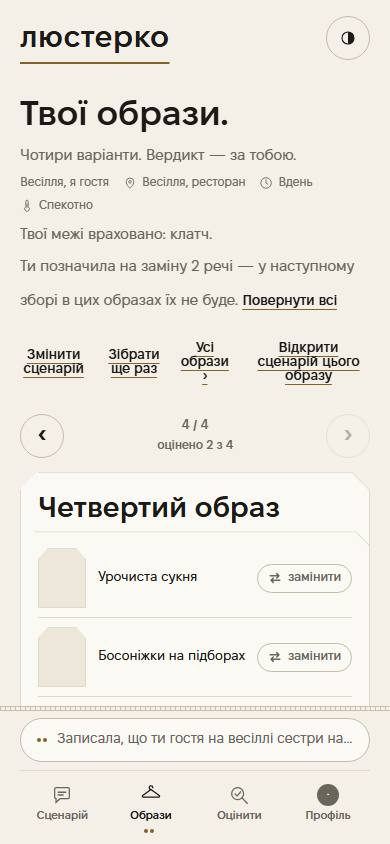 люстерко
Твої образи.
Чотири варіанти. Вердикт — за тобою.
Весілля, я гостя Весілля, ресторан Вдень
Спекотно
Твої межі враховано: клатч.
Ти позначила на заміну 2 речі — у наступному
зборі в цих образах їх не буде. Повернути всі
Змінити
сценарій
Зібрати
ще раз
Усі
образи
›
Відкрити
сценарій цього
образу
‹
4 / 4
оцінено 2 з 4
›
Четвертий образ
Урочиста сукня
замінити
Босоніжки на підборах
замінити
Записала, що ти гостя на весіллі сестри на...
Сценарій Образи Оцінити Профіль